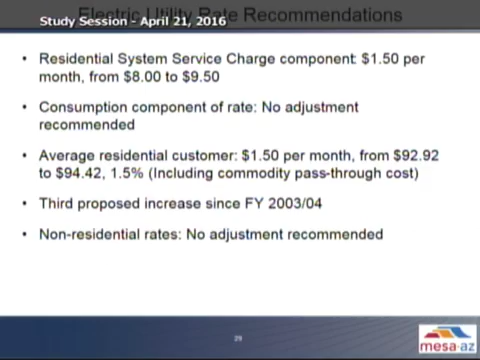 Electric Utility Rate Recommendations
Study Session - April 21, 2016
• Residential System Service Charge component: $1.50 per
month, from $8.00 to $9.50
• Consumption component of rate: No adjustment
recommended
• Average residential customer: $1.50 per month, from $92.92
to $94.42, 1.5% (Including commodity pass-through cost)
• Third proposed increase since FY 2003/04
• Non-residential rates: No adjustment recommended
29
mesa·az